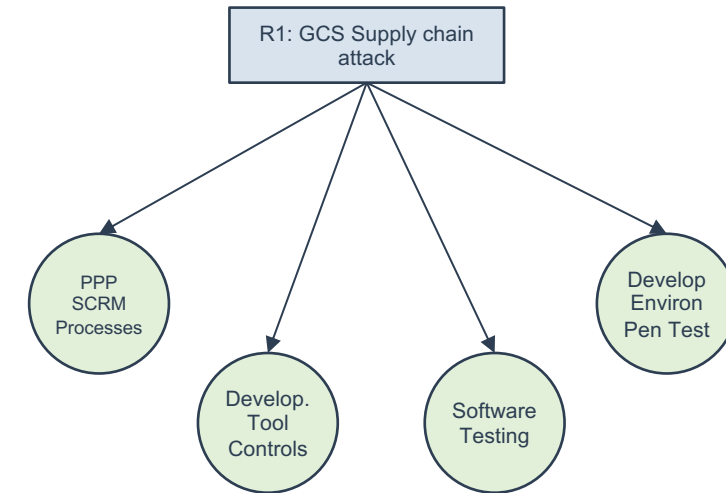 R1: GCS Supply chain
attack
PPP
SCRM
Processes
Develop.
Tool
Controls
Software
Testing
Develop
Environ
Pen Test